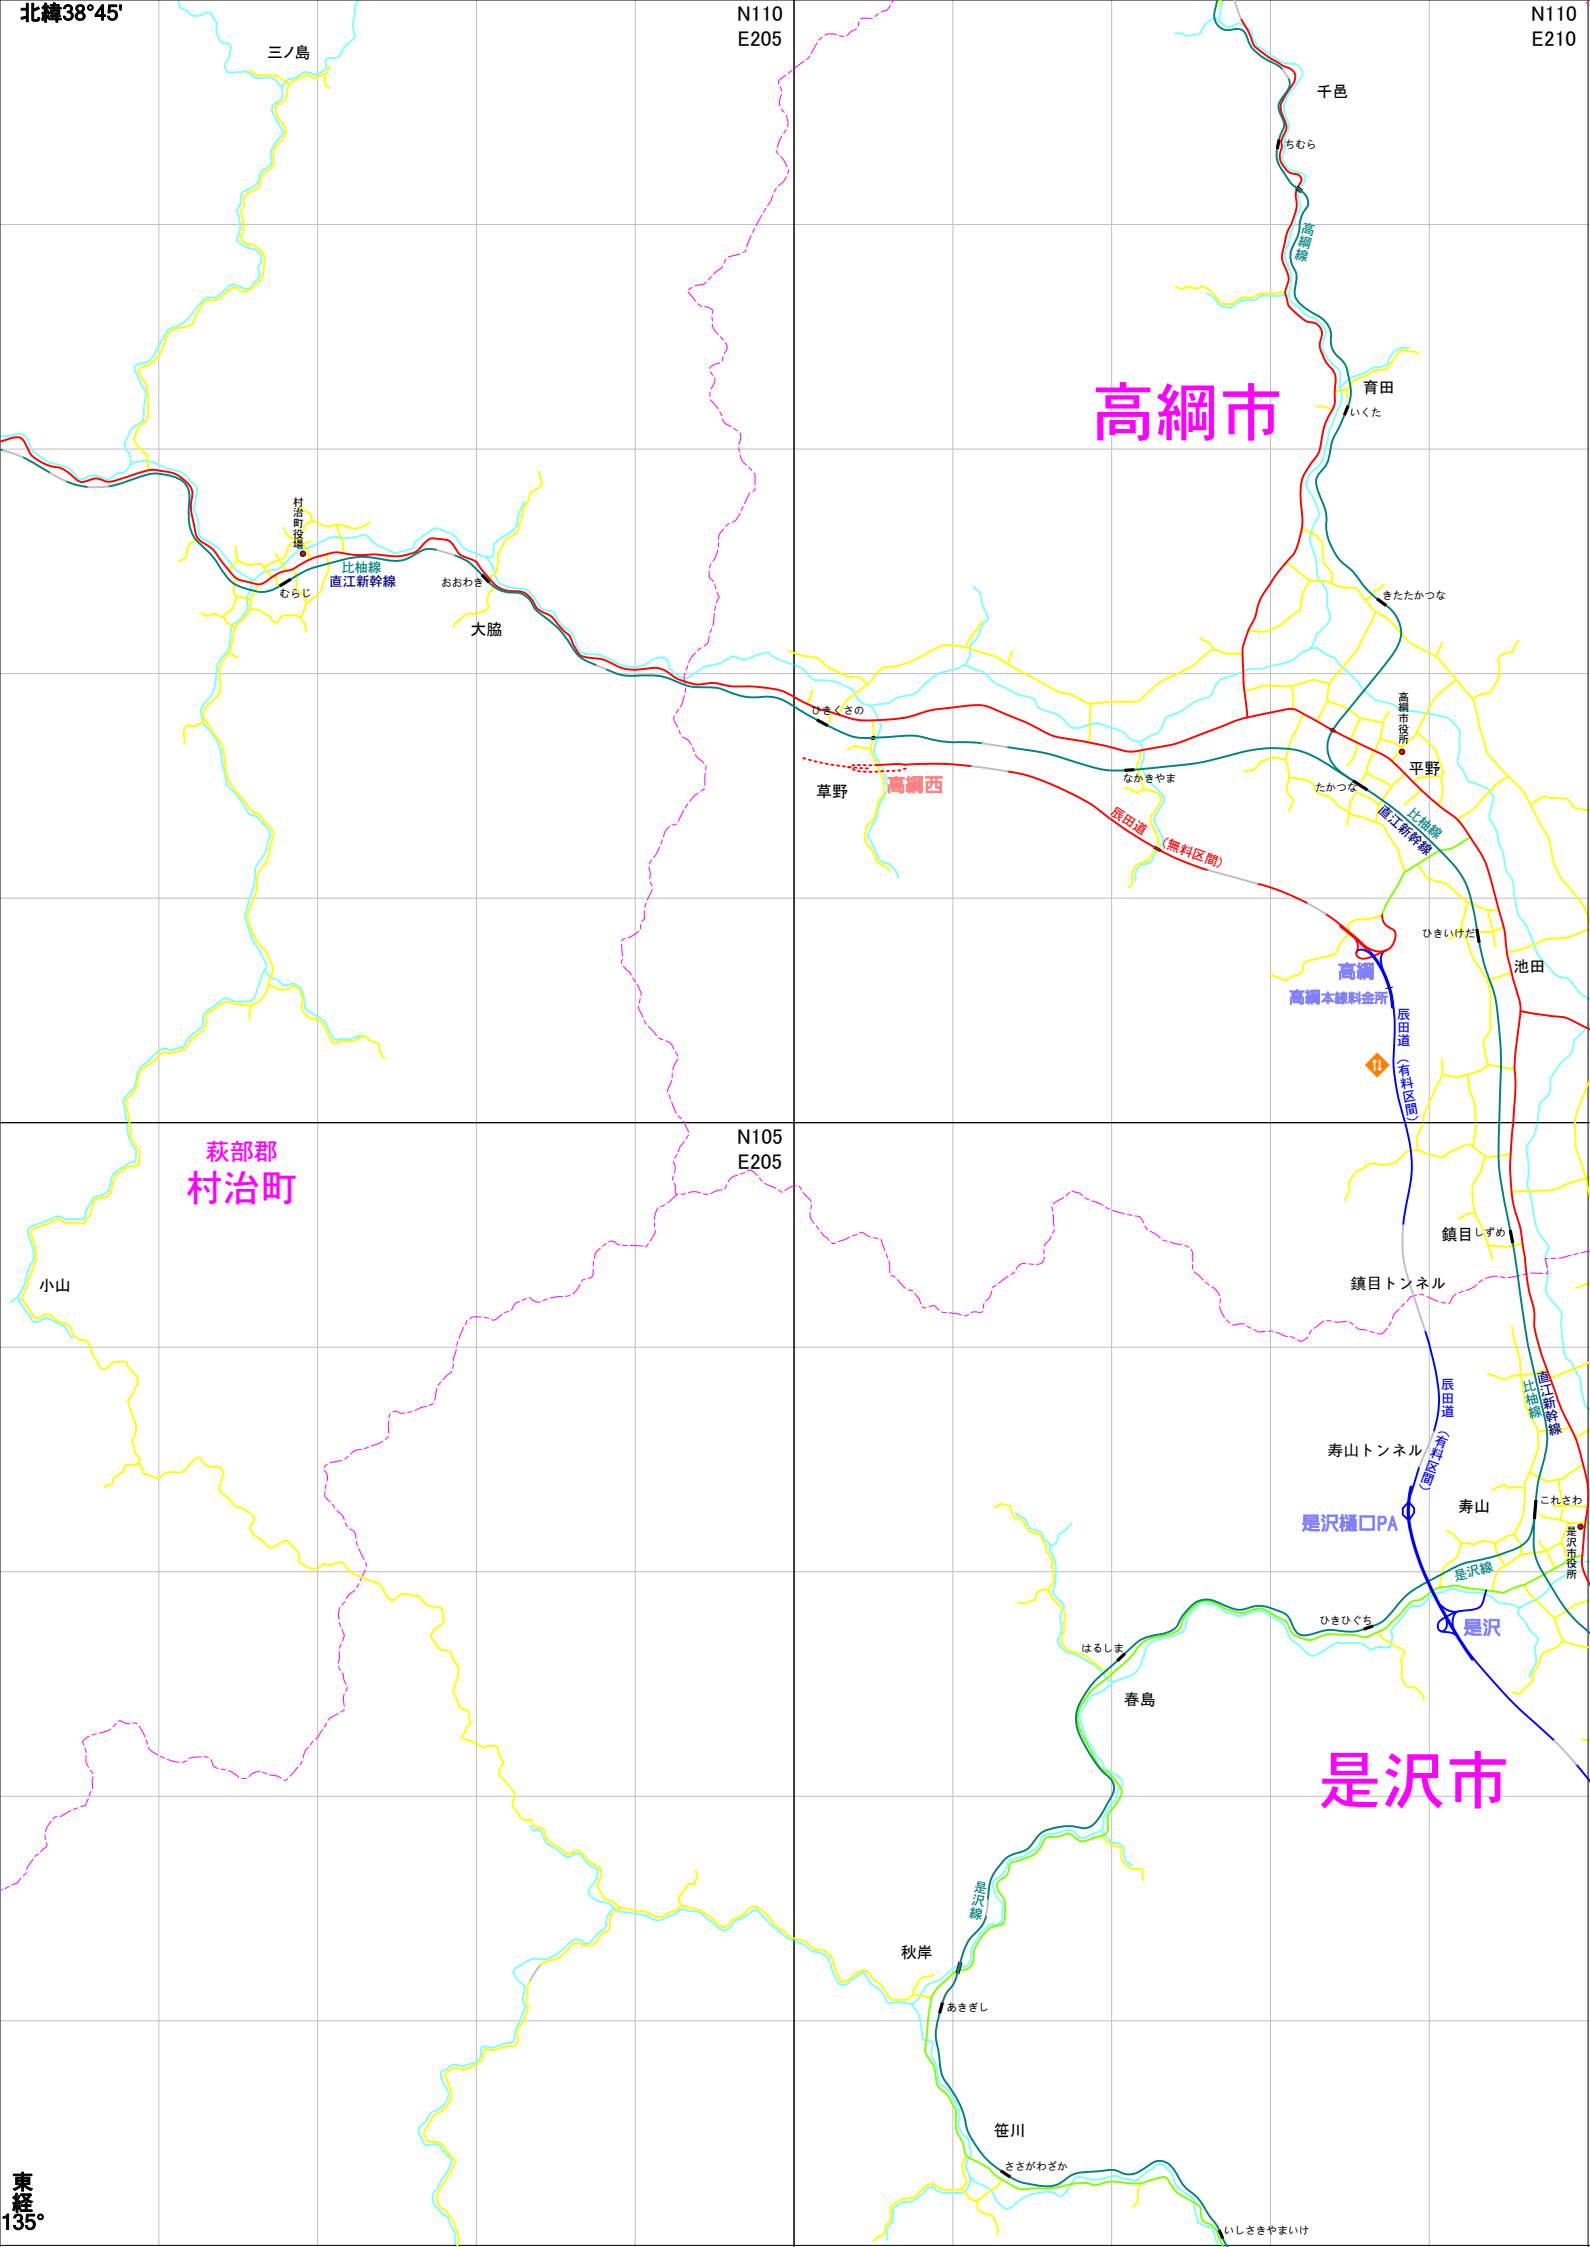 北緯38°45'
N110
E205
N110
E210
三ノ島
千邑
ちむら
高綱線
高綱市
育田
いくた
村治町役場
比柚線
直江新幹線
むらじ
おおわき
大脇
きたたかつな
高綱市役所
ひきくさの
平野
なかきやま
たかつな
草野
高綱西
比柚線
直江新幹線
辰田道
(無料区間)
ひきいけだ
池田
高綱
高綱本線料金所
辰田道
(有料区間)
N105
E205
萩部郡
村治町
鎮目
しずめ
小山
鎮目トンネル
辰田道
(有料区間)
比柚線
直江新幹線
寿山トンネル
寿山
これさわ
是沢樋口PA
是沢市役所
是沢線
ひきひぐち
是沢
はるしま
春島
是沢市
是沢線
秋岸
あきぎし
笹川
ささがわざか
東経
135°
いしさきやまいけ